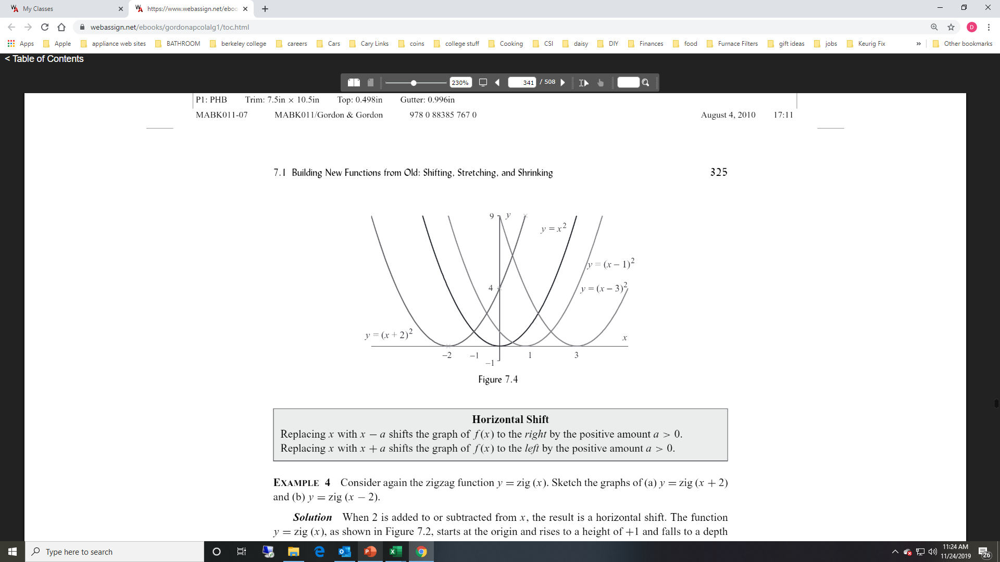 My Classes
https://www.webassign.net/eboo
webassign.net/ebooks/gordonapcolalg1/toc.html
D
Apps Apple appliance web sites BATHROOM berkeley college careers Cars Cary Links coins college stuff Cooking CSI daisy DIY Finances food Furnace Filters gift ideas jobs Keurig Fix » Other bookmarks
< Table of Contents
230% 341 / 508
P1: PHB Trim: 7.5in × 10.5in Top: 0.498in Gutter: 0.996in
MABK011-07 MABK011/Gordon & Gordon 978 0 88385 767 0 August 4, 2010 17:11
7.1 Building New Functions from Old: Shifting, Stretching, and Shrinking 325
9 y
y = x²
y = (x − 1)²
4 y = (x − 3)²
y = (x + 2)²
x
−2 −1 1 3
−1
Figure 7.4
Horizontal Shift
Replacing x with x − a shifts the graph of f(x) to the right by the positive amount a > 0.
Replacing x with x + a shifts the graph of f(x) to the left by the positive amount a > 0.
EXAMPLE 4 Consider again the zigzag function y = zig (x). Sketch the graphs of (a) y = zig (x + 2)
and (b) y = zig (x − 2).
Solution When 2 is added to or subtracted from x, the result is a horizontal shift. The function
y = zig (x), as shown in Figure 7.2, starts at the origin and rises to a height of +1 and falls to a depth
Type here to search
11:24 AM
11/24/2019
26